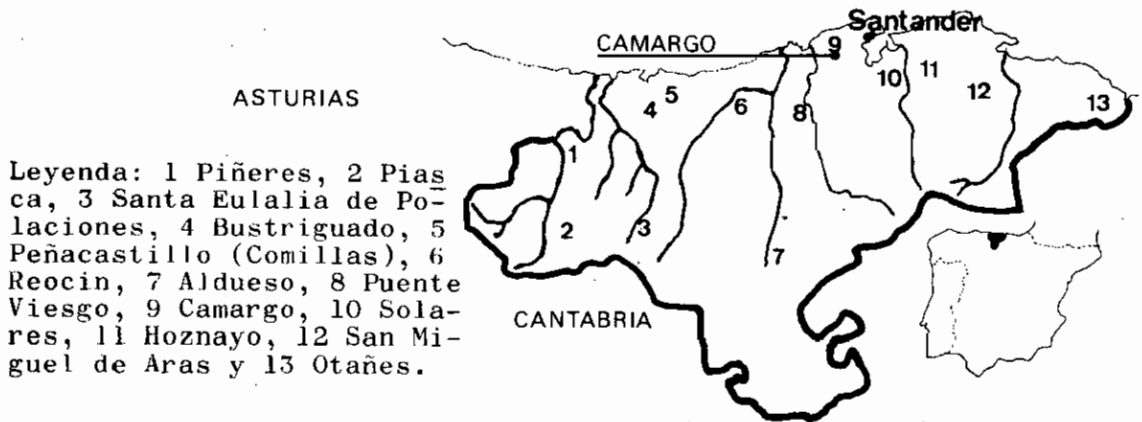 Santander
CAMARGO
9
11
10
ASTURIAS
5
4
6
8
12
13
1
Leyenda: 1 Piñeres, 2 Pias
ca, 3 Santa Eulalia de Po-
laciones, 4 Bustriguado, 5
Peñacastillo (Comillas), 6
Reocin, 7 Aldueso, 8 Puente
Viesgo, 9 Camargo, 10 Sola-
res, 11 Hoznayo, 12 San Mi-
guel de Aras y 13 Otañes.
2
3
7
CANTABRIA